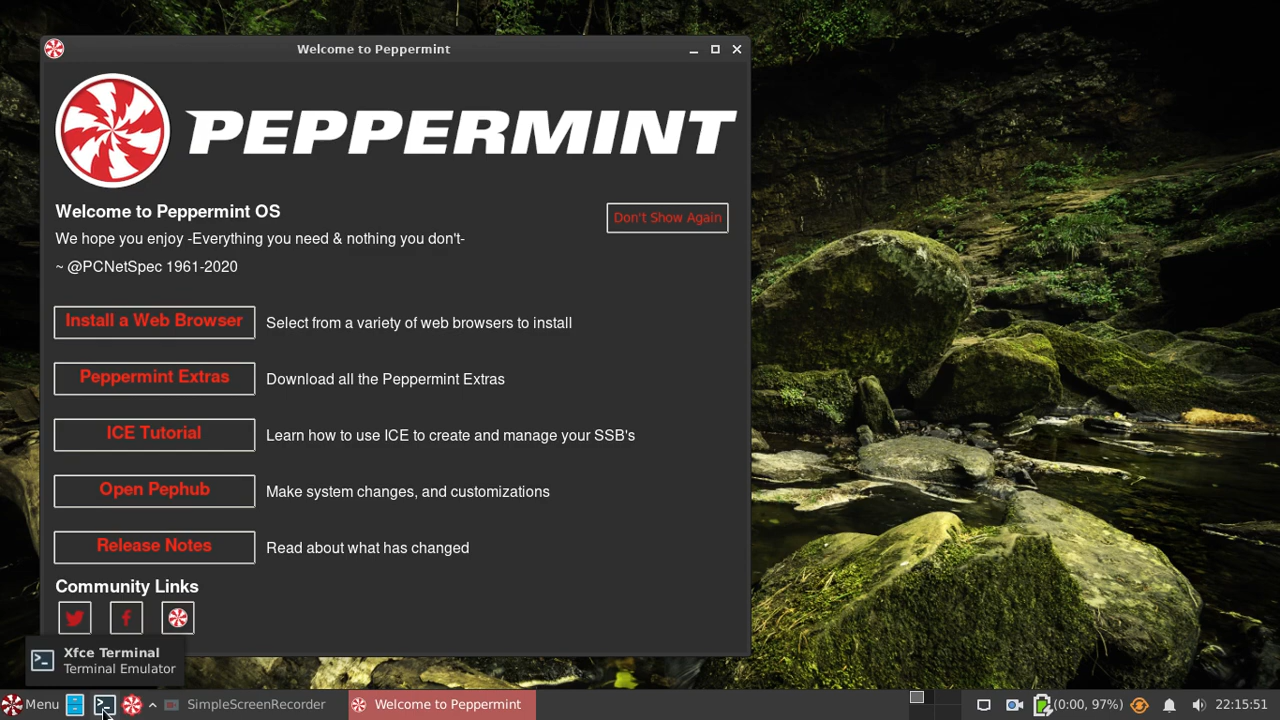 Welcome to Peppermint
PEPPERMINT
Welcome to Peppermint OS
Don't Show Again
We hope you enjoy -Everything you need & nothing you don't-
~ @PCNetSpec 1961-2020
Install a Web Browser
Select from a variety of web browsers to install
Peppermint Extras
Download all the Peppermint Extras
ICE Tutorial
Learn how to use ICE to create and manage your SSB's
Open Pephub
Make system changes, and customizations
Release Notes
Read about what has changed
Community Links
Xfce Terminal
Terminal Emulator
Menu
SimpleScreenRecorder
Welcome to Peppermint
(0:00, 97%)
22:15:51